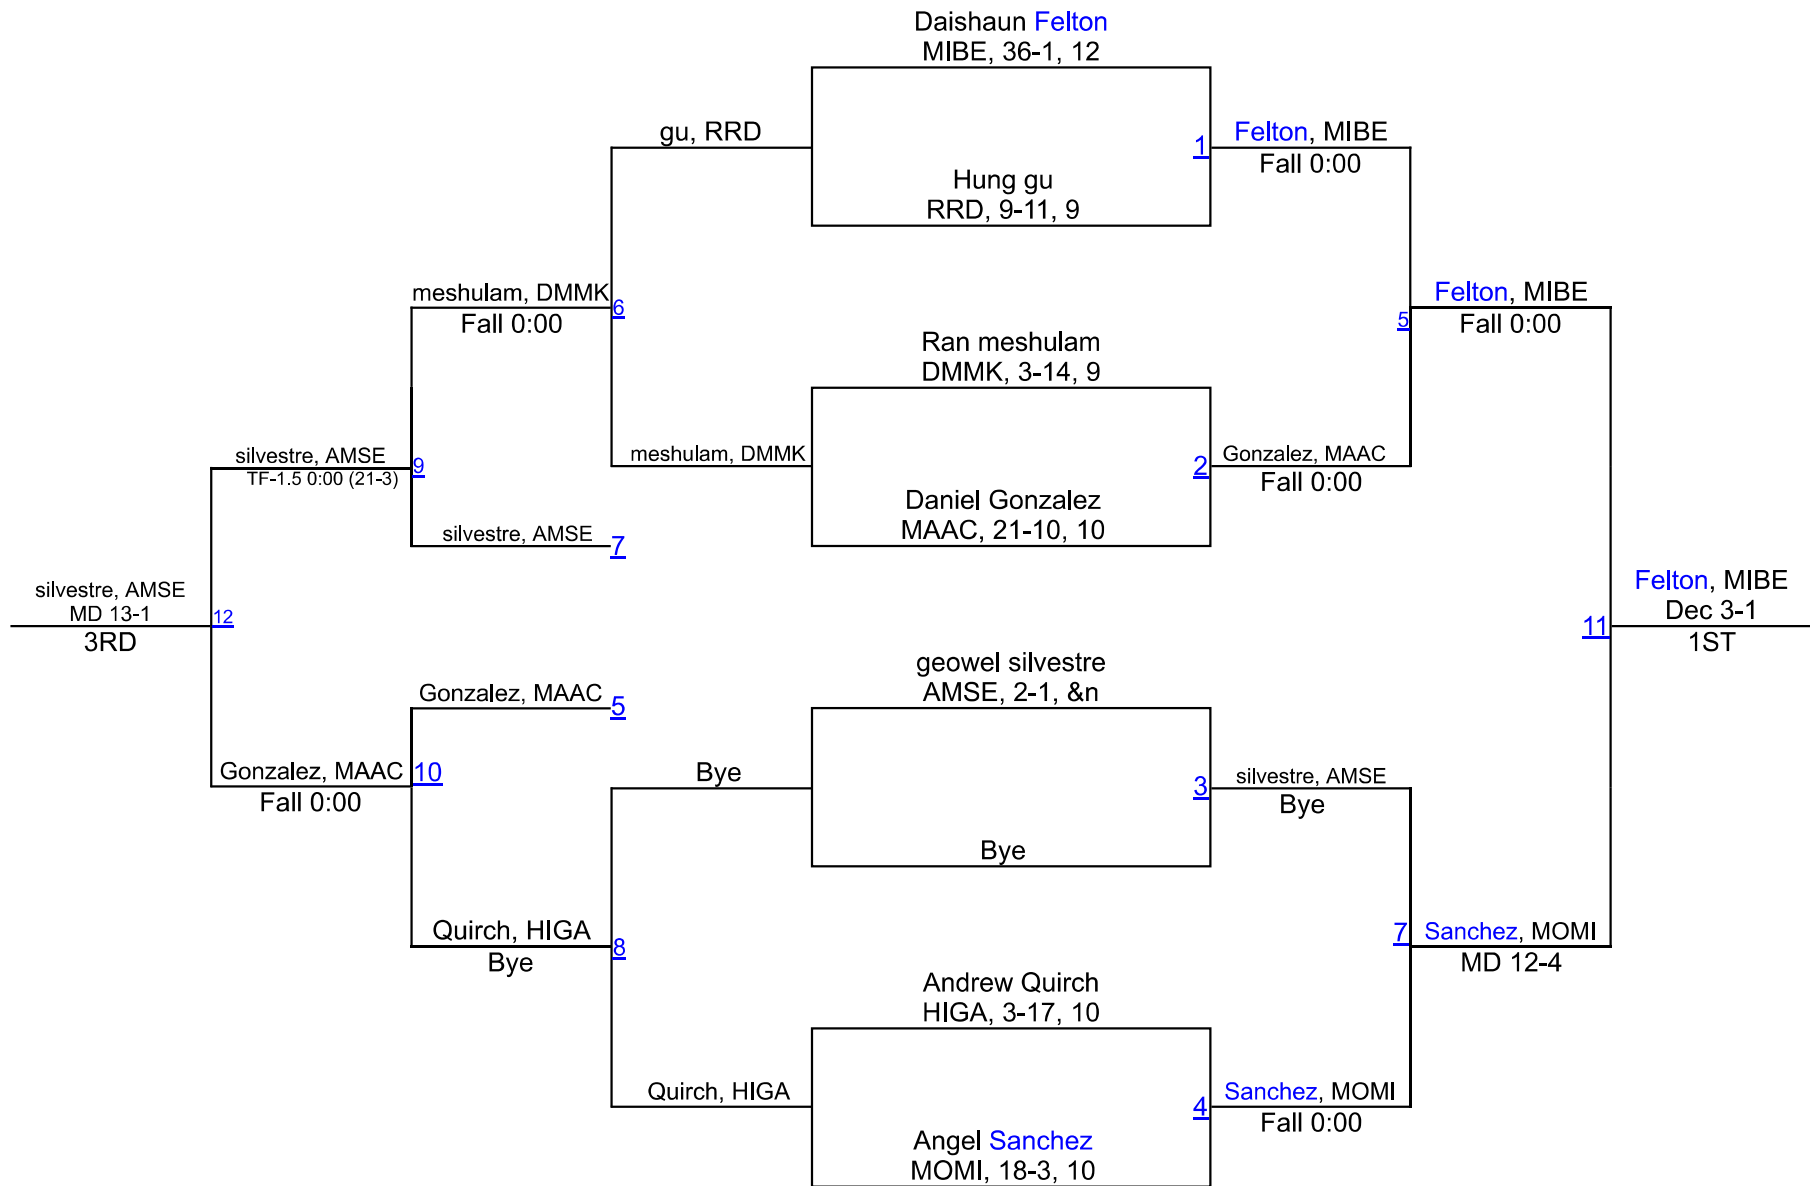 Daishaun Felton
MIBE, 36-1, 12
gu, RRD
1
Felton, MIBE
Fall 0:00
Hung gu
RRD, 9-11, 9
meshulam, DMMK
Fall 0:00
6
Felton, MIBE
Fall 0:00
5
Ran meshulam
DMMK, 3-14, 9
silvestre, AMSE
TF-1.5 0:00 (21-3)
9
meshulam, DMMK
2
Gonzalez, MAAC
Fall 0:00
Daniel Gonzalez
MAAC, 21-10, 10
silvestre, AMSE
7
silvestre, AMSE
MD 13-1
3RD
12
Felton, MIBE
Dec 3-1
1ST
11
geowel silvestre
AMSE, 2-1, &n
Gonzalez, MAAC
5
Gonzalez, MAAC
Fall 0:00
10
Bye
3
silvestre, AMSE
Bye
Bye
Quirch, HIGA
Bye
8
7
Sanchez, MOMI
MD 12-4
Andrew Quirch
HIGA, 3-17, 10
Quirch, HIGA
4
Sanchez, MOMI
Fall 0:00
Angel Sanchez
MOMI, 18-3, 10